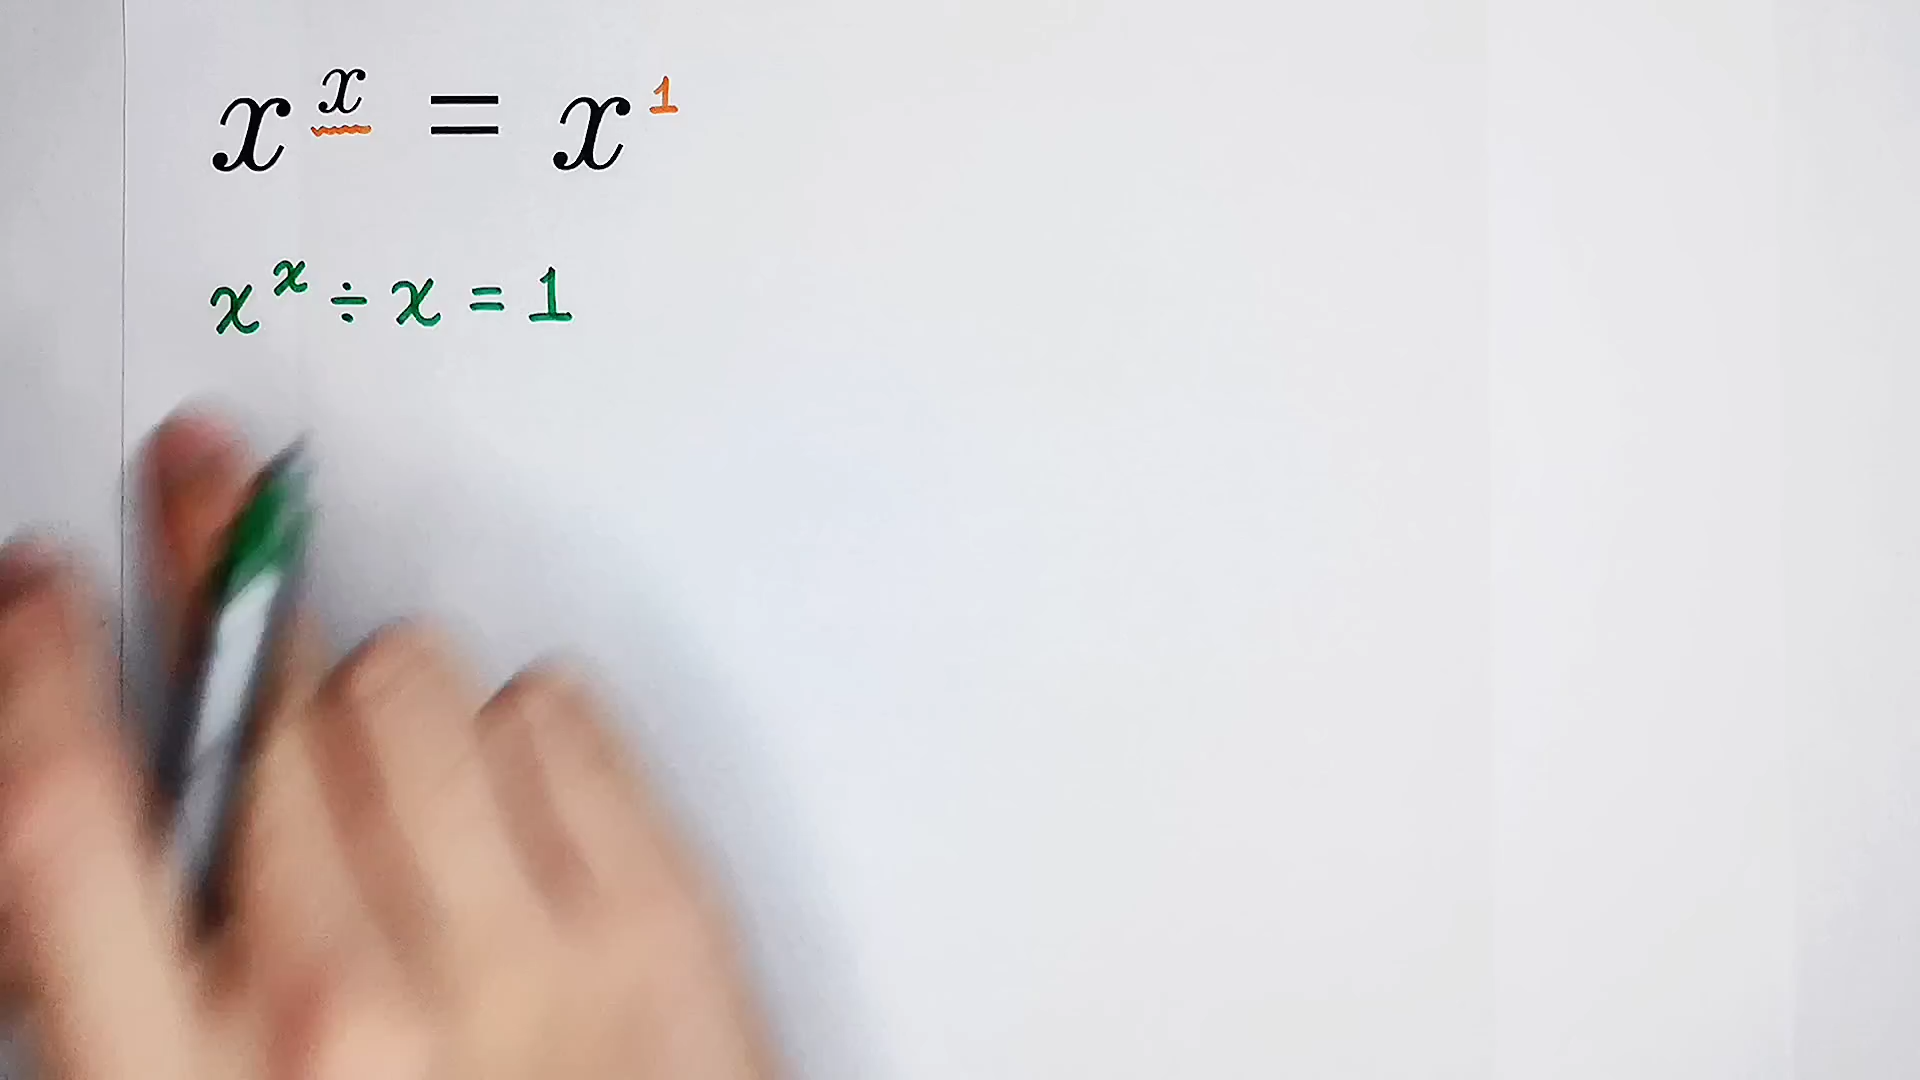 x^x = x^1
x^x ÷ x = 1